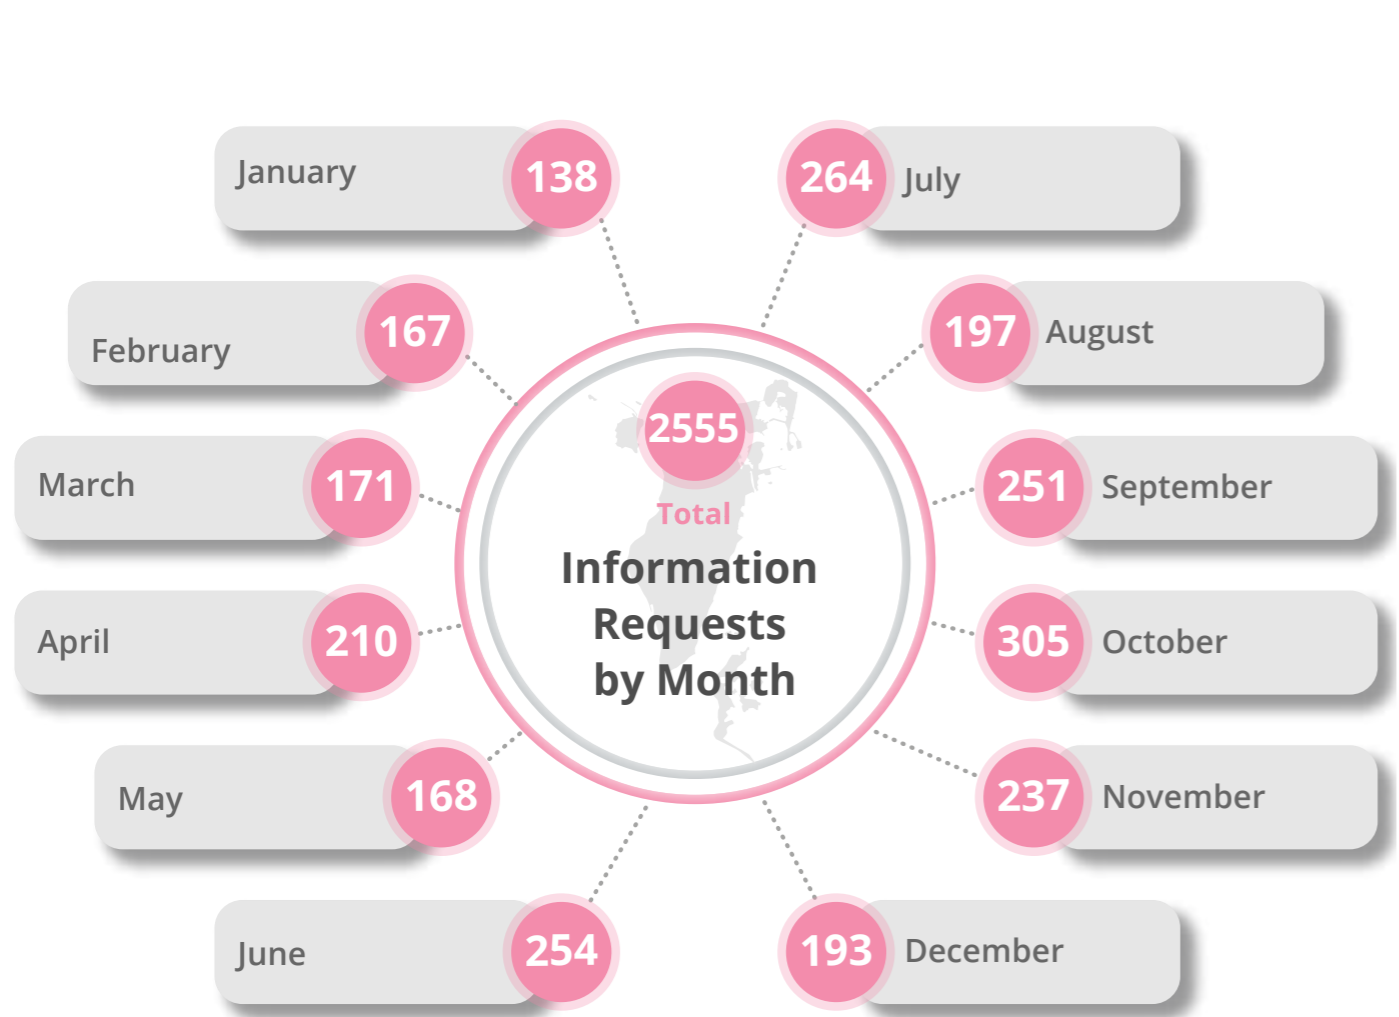 January
138
February
167
March
171
April
210
May
168
June
254
2555
Total
Information
Requests
by Month
264
July
197
August
251
September
305
October
237
November
193
December